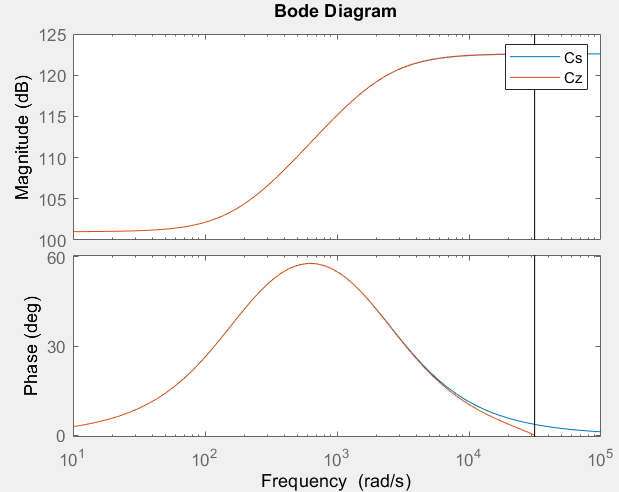 Bode Diagram
Magnitude (dB)
125
120
115
110
105
100
Cs
Cz
Phase (deg)
60
30
0
10^1 10^2 10^3 10^4 10^5
Frequency (rad/s)